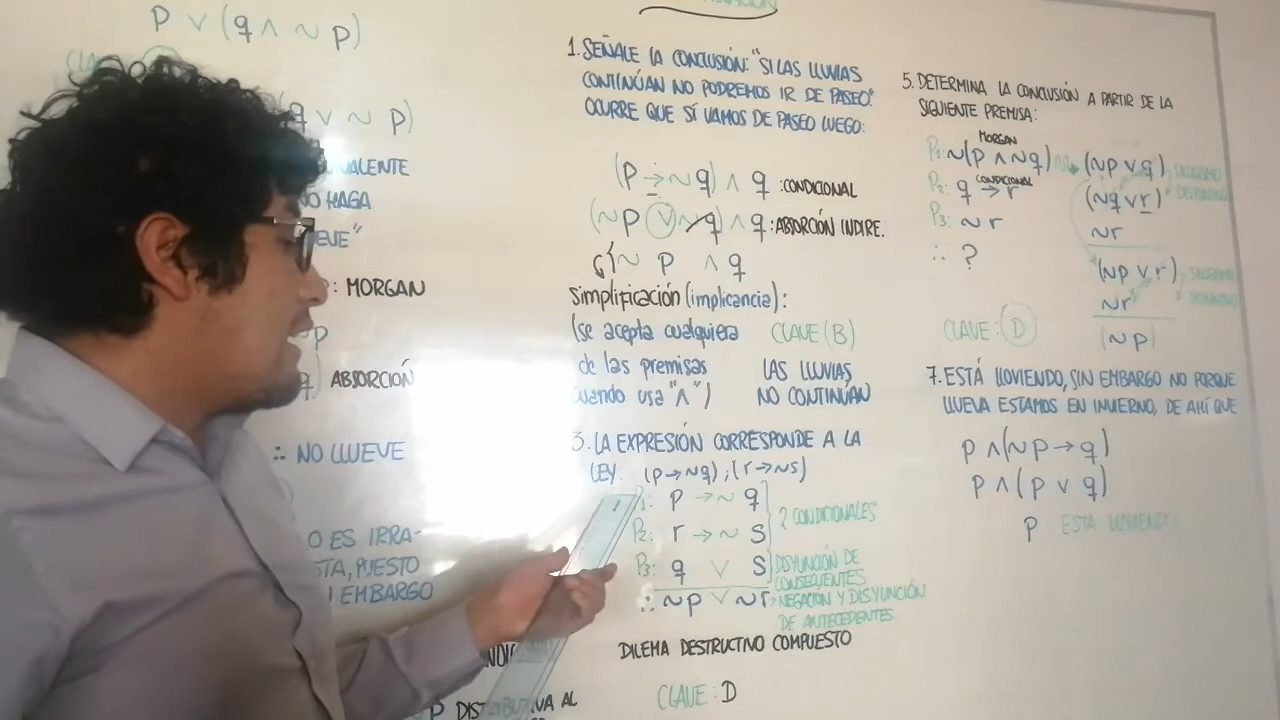 p ∨ (q ∧ ~ p)
q ∨ ~ p)
NO HAGA
: MORGAN
ABSORCIÓN
∴ NO LLUEVE
O ES IRRA-
STA, PUESTO
EMBARGO
P DISTRIBUTIVA AL
1. SEÑALE LA CONCLUSIÓN: "SI LAS LLUVIAS
CONTINÚAN NO PODREMOS IR DE PASEO".
OCURRE QUE SÍ VAMOS DE PASEO LUEGO:
(p → ~ q) ∧ q : CONDICIONAL
(~ p ∨ ~ q) ∧ q : ABSORCIÓN INDIRE.
~ p ∧ q
Simplificación (implicancia):
(se acepta cualquiera
de las premisas
cuando usa "∧")
CLAVE (B)
LAS LLUVIAS
NO CONTINÚAN
3. LA EXPRESIÓN CORRESPONDE A LA
LEY. (p → ~q) ; (r → ~s)
P1: p → ~ q
P2: r → ~ s
2 CONDICIONALES
P3: q ∨ s
DISYUNCIÓN DE
CONSECUENTES
∴ ~p ∨ ~r
NEGACIÓN Y DISYUNCIÓN
DE ANTECEDENTES
DILEMA DESTRUCTIVO COMPUESTO
CLAVE: D
5. DETERMINA LA CONCLUSIÓN A PARTIR DE LA
SIGUIENTE PREMISA:
MORGAN
P1: ~(p ∧ ~q) (~p ∨ q)
CONDICIONAL
P2: q → r (~q ∨ r)
P3: ~ r ~r
∴ ?
(~p ∨ r)
~r
CLAVE: D
(~p)
7. ESTÁ LLOVIENDO, SIN EMBARGO NO PORQUE
LLUEVA ESTAMOS EN INVIERNO, DE AHÍ QUE
p ∧ (~p → q)
p ∧ (p ∨ q)
p ESTA LLOVIENDO